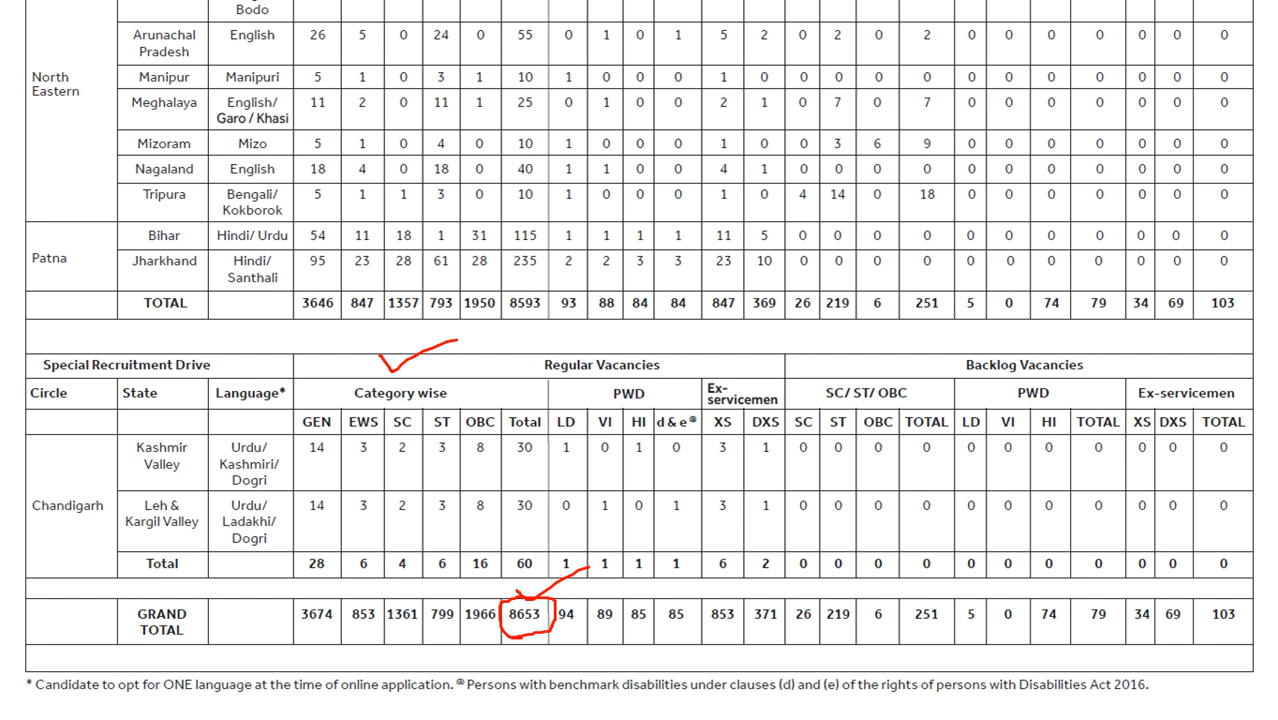 Bodo
Arunachal Pradesh English 26 5 0 24 0 55 0 1 0 1 5 2 0 2 0 2 0 0 0 0 0 0 0
North Eastern
Manipur Manipuri 5 1 0 3 1 10 1 0 0 0 1 0 0 0 0 0 0 0 0 0 0 0 0
Meghalaya English/ Garo / Khasi 11 2 0 11 1 25 0 1 0 0 2 1 0 7 0 7 0 0 0 0 0 0 0
Mizoram Mizo 5 1 0 4 0 10 1 0 0 0 1 0 0 3 6 9 0 0 0 0 0 0 0
Nagaland English 18 4 0 18 0 40 1 1 0 0 4 1 0 0 0 0 0 0 0 0 0 0 0
Tripura Bengali/ Kokborok 5 1 1 3 0 10 1 0 0 0 1 0 4 14 0 18 0 0 0 0 0 0 0
Patna
Bihar Hindi/ Urdu 54 11 18 1 31 115 1 1 1 1 11 5 0 0 0 0 0 0 0 0 0 0 0
Jharkhand Hindi/ Santhali 95 23 28 61 28 235 2 2 3 3 23 10 0 0 0 0 0 0 0 0 0 0 0
TOTAL 3646 847 1357 793 1950 8593 93 88 84 84 847 369 26 219 6 251 5 0 74 79 34 69 103
Special Recruitment Drive Regular Vacancies Backlog Vacancies
Circle State Language* Category wise PWD Ex-servicemen SC/ ST/ OBC PWD Ex-servicemen
GEN EWS SC ST OBC Total LD VI HI d & e@ XS DXS SC ST OBC TOTAL LD VI HI TOTAL XS DXS TOTAL
Kashmir Valley Urdu/ Kashmiri/ Dogri 14 3 2 3 8 30 1 0 1 0 3 1 0 0 0 0 0 0 0 0 0 0 0
Chandigarh Leh & Kargil Valley Urdu/ Ladakhi/ Dogri 14 3 2 3 8 30 0 1 0 1 3 1 0 0 0 0 0 0 0 0 0 0 0
Total 28 6 4 6 16 60 1 1 1 1 6 2 0 0 0 0 0 0 0 0 0 0 0
GRAND TOTAL 3674 853 1361 799 1966 8653 94 89 85 85 853 371 26 219 6 251 5 0 74 79 34 69 103
* Candidate to opt for ONE language at the time of online application. @ Persons with benchmark disabilities under clauses (d) and (e) of the rights of persons with Disabilities Act 2016.